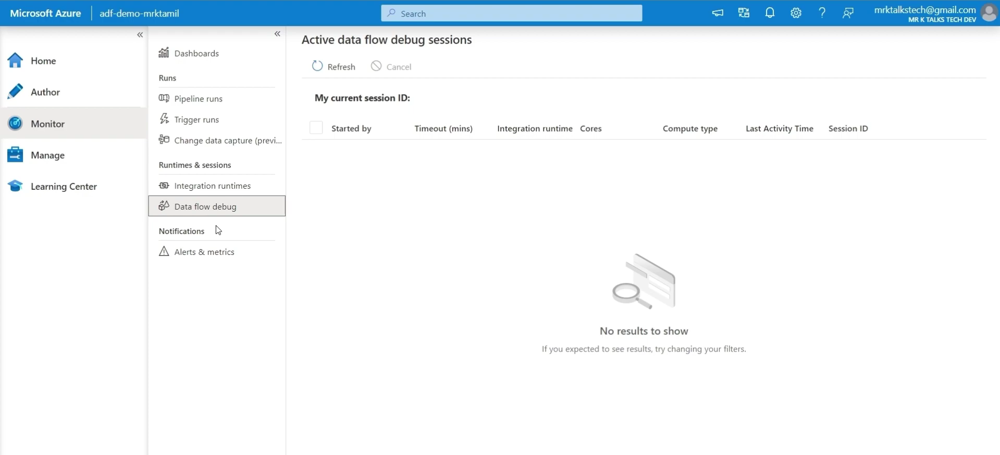 Microsoft Azure
adf-demo-mrktamil
Search
mrktalkstech@gmail.com
MR K TALKS TECH DEV
Home
Author
Monitor
Manage
Learning Center
Dashboards
Runs
Pipeline runs
Trigger runs
Change data capture (previ...
Runtimes & sessions
Integration runtimes
Data flow debug
Notifications
Alerts & metrics
Active data flow debug sessions
Refresh
Cancel
My current session ID:
Started by Timeout (mins) Integration runtime Cores Compute type Last Activity Time Session ID
No results to show
If you expected to see results, try changing your filters.